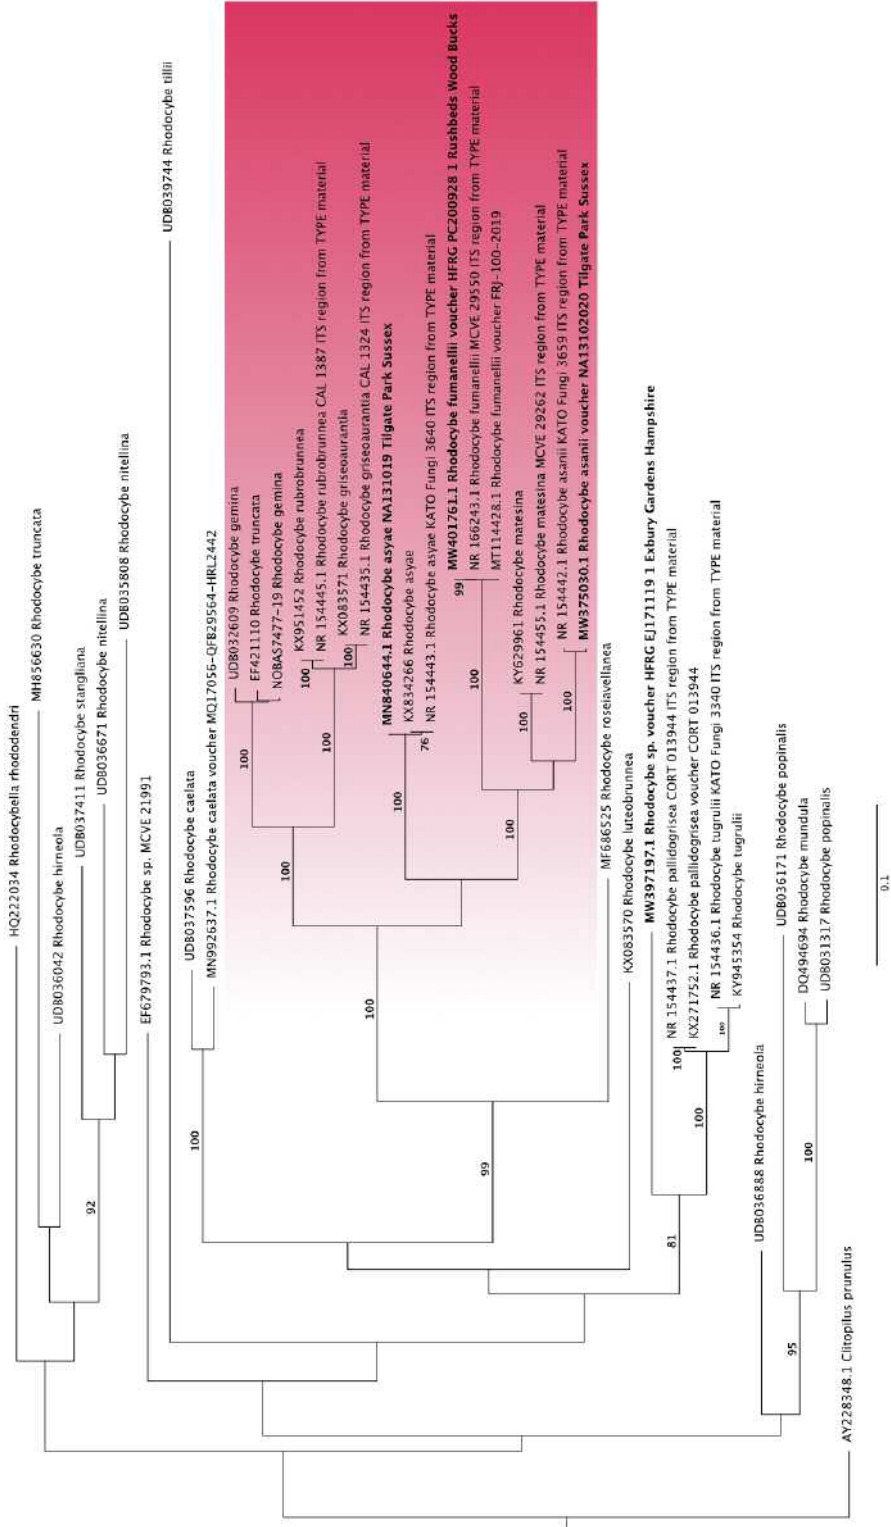 HQ222034 Rhodocybella rhododendri
MH856630 Rhodocybe truncata
UDB036042 Rhodocybe hirneola
UDB037411 Rhodocybe stangliana
UDB036671 Rhodocybe nitellina
UDB035808 Rhodocybe nitellina
92
EF679793.1 Rhodocybe sp. MCVE 21991
UDB039744 Rhodocybe tillii
UDB037596 Rhodocybe caelata
MN992637.1 Rhodocybe caelata voucher MQ17056-QFB29564-HRL2442
100
UDB032609 Rhodocybe gemina
EF421110 Rhodocybe truncata
NOBAS7477-19 Rhodocybe gemina
100
KX951452 Rhodocybe rubrobrunnea
NR 154445.1 Rhodocybe rubrobrunnea CAL 1387 ITS region from TYPE material
100
KX083571 Rhodocybe griseoaurantia
NR 154435.1 Rhodocybe griseoaurantia CAL 1324 ITS region from TYPE material
100
100
100
MN840644.1 Rhodocybe asyae NA131019 Tilgate Park Sussex
KX834266 Rhodocybe asyae
NR 154443.1 Rhodocybe asyae KATO Fungi 3640 ITS region from TYPE material
76
100
100
MW401761.1 Rhodocybe fumanellii voucher HFRG PC200928 1 Rushbeds Wood Bucks
NR 166243.1 Rhodocybe fumanellii MCVE 29550 ITS region from TYPE material
MT114428.1 Rhodocybe fumanellii voucher FRJ-100-2019
99
100
KY629961 Rhodocybe matesina
NR 154455.1 Rhodocybe matesina MCVE 29262 ITS region from TYPE material
100
NR 154442.1 Rhodocybe asanii KATO Fungi 3659 ITS region from TYPE material
MW375030.1 Rhodocybe asanii voucher NA13102020 Tilgate Park Sussex
100
100
99
MF686525 Rhodocybe roseiavellanea
KX083570 Rhodocybe luteobrunnea
MW397197.1 Rhodocybe sp. voucher HFRG EJ171119 1 Exbury Gardens Hampshire
NR 154437.1 Rhodocybe pallidogrisea CORT 013944 ITS region from TYPE material
KX271752.1 Rhodocybe pallidogrisea voucher CORT 013944
100
NR 154436.1 Rhodocybe tugrulii KATO Fungi 3340 ITS region from TYPE material
KY945354 Rhodocybe tugrulii
100
100
81
UDB036888 Rhodocybe hirneola
UDB036171 Rhodocybe popinalis
DQ494694 Rhodocybe mundula
UDB031317 Rhodocybe popinalis
100
95
AY228348.1 Clitopilus prunulus
0.1